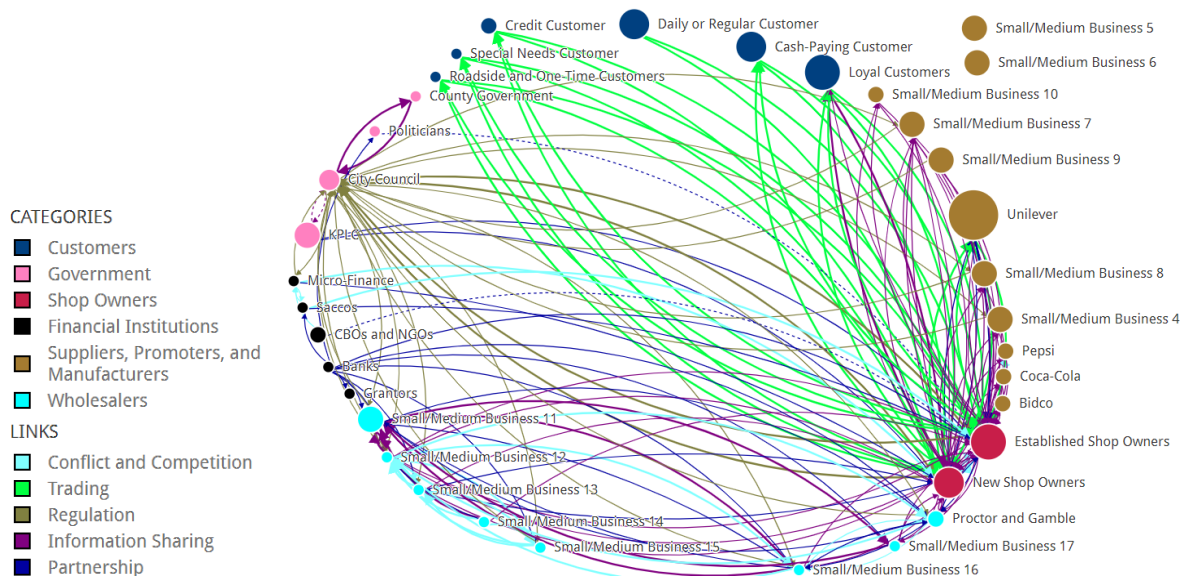 Credit Customer
Daily or Regular Customer
Small/Medium Business 5
Special Needs Customer
Cash-Paying Customer
Small/Medium Business 6
Roadside and One Time Customers
Loyal Customers
County Government
Small/Medium Business 10
Politicians
Small/Medium Business 7
City Council
Small/Medium Business 9
CATEGORIES
Customers
Government
Shop Owners
Financial Institutions
Suppliers, Promoters, and
Manufacturers
Wholesalers
LINKS
Conflict and Competition
Trading
Regulation
Information Sharing
Partnership
Unilever
KPLC
Micro-Finance
Small/Medium Business 8
Saccos
Small/Medium Business 4
CBOs and NGOs
Pepsi
Banks
Coca-Cola
Grantors
Bidco
Small/Medium Business 11
Established Shop Owners
Small/Medium Business 12
New Shop Owners
Small/Medium Business 13
Proctor and Gamble
Small/Medium Business 14
Small/Medium Business 15
Small/Medium Business 17
Small/Medium Business 16